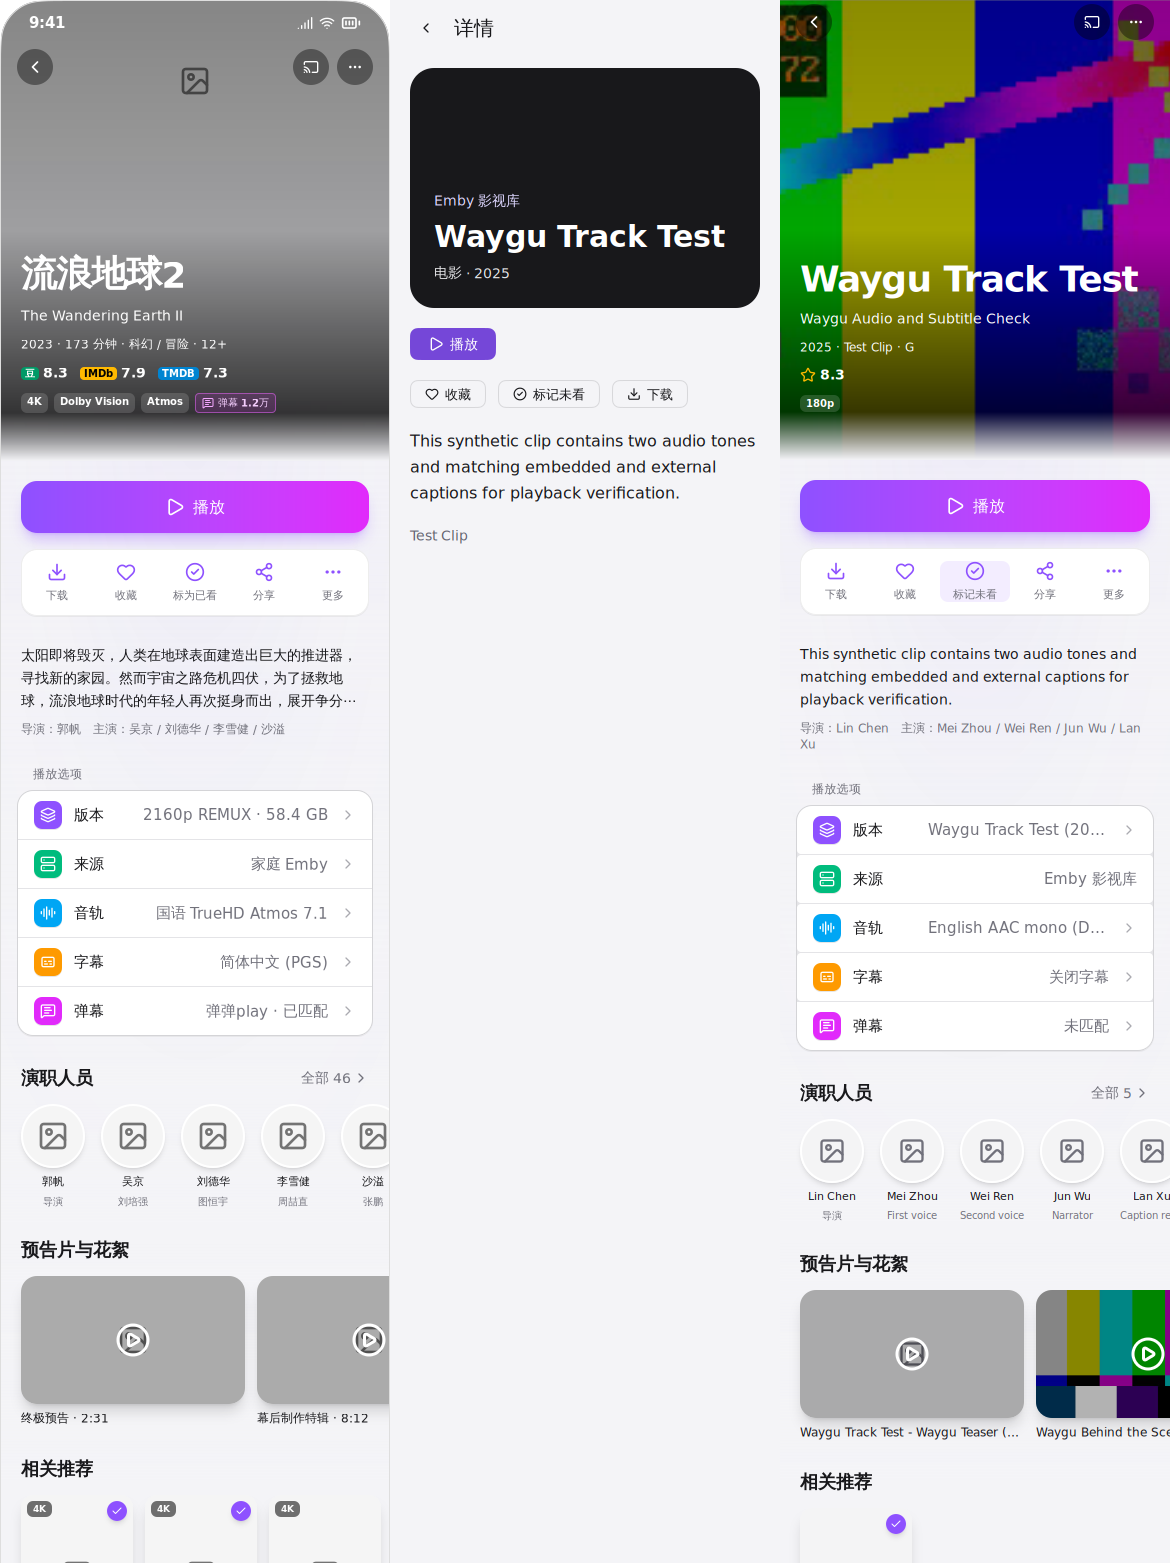 9:41
流浪地球2
The Wandering Earth II
2023 · 173 分钟 · 科幻 / 冒险 · 12+
豆 8.3 IMDb 7.9 TMDB 7.3
4K Dolby Vision Atmos 弹幕 1.2万
播放
下载 收藏 标为已看 分享 更多
太阳即将毁灭，人类在地球表面建造出巨大的推进器，
寻找新的家园。然而宇宙之路危机四伏，为了拯救地
球，流浪地球时代的年轻人再次挺身而出，展开争分…
导演：郭帆 主演：吴京 / 刘德华 / 李雪健 / 沙溢
播放选项
版本 2160p REMUX · 58.4 GB
来源 家庭 Emby
音轨 国语 TrueHD Atmos 7.1
字幕 简体中文 (PGS)
弹幕 弹弹play · 已匹配
演职人员 全部 46
郭帆 吴京 刘德华 李雪健 沙溢
导演 刘培强 图恒宇 周喆直 张鹏
预告片与花絮
终极预告 · 2:31 幕后制作特辑 · 8:12
相关推荐
4K 4K 4K
详情
Emby 影视库
Waygu Track Test
电影 · 2025
播放
收藏 标记未看 下载
This synthetic clip contains two audio tones
and matching embedded and external
captions for playback verification.
Test Clip
72
Waygu Track Test
Waygu Audio and Subtitle Check
2025 · Test Clip · G
8.3
180p
播放
下载 收藏 标记未看 分享 更多
This synthetic clip contains two audio tones and
matching embedded and external captions for
playback verification.
导演：Lin Chen 主演：Mei Zhou / Wei Ren / Jun Wu / Lan
Xu
播放选项
版本 Waygu Track Test (20…
来源 Emby 影视库
音轨 English AAC mono (D…
字幕 关闭字幕
弹幕 未匹配
演职人员 全部 5
Lin Chen Mei Zhou Wei Ren Jun Wu Lan Xu
导演 First voice Second voice Narrator Caption re
预告片与花絮
Waygu Track Test - Waygu Teaser (… Waygu Behind the Sce
相关推荐